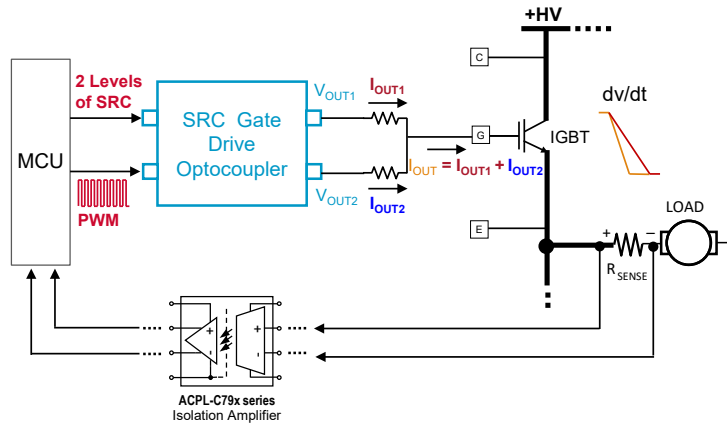 +HV
C
2 Levels
of SRC
MCU
PWM
SRC Gate
Drive
Optocoupler
VOUT1
IOUT1
VOUT2
IOUT2
G
IGBT
IOUT = IOUT1 + IOUT2
dv/dt
E
+ −
RSENSE
LOAD
+
-
+
-
ACPL-C79x series
Isolation Amplifier